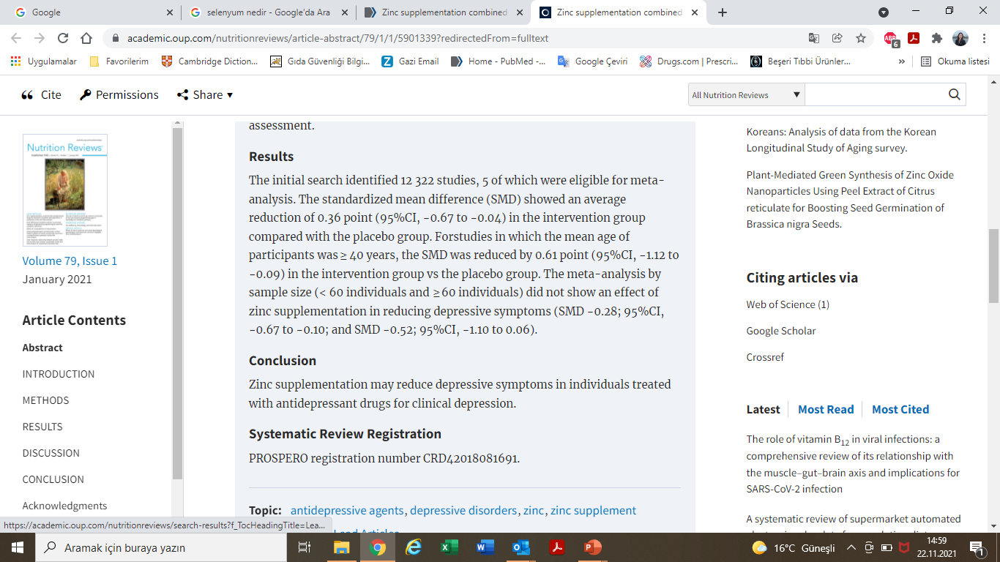 Google
selenyum nedir - Google'da Ara
Zinc supplementation combined
Zinc supplementation combined
academic.oup.com/nutritionreviews/article-abstract/79/1/1/5901339?redirectedFrom=fulltext
ABP
6
Uygulamalar
Favorilerim
Cambridge Diction...
Gıda Güvenliği Bilgi...
Gazi Email
Home - PubMed -...
Google Çeviri
Drugs.com | Prescri...
Beşeri Tıbbi Ürünler...
»
Okuma listesi
Cite
Permissions
Share
All Nutrition Reviews
Nutrition Reviews
Volume 79, Issue 1
January 2021
Article Contents
Abstract
INTRODUCTION
METHODS
RESULTS
DISCUSSION
CONCLUSION
Acknowledgments
assessment.
Results
The initial search identified 12 322 studies, 5 of which were eligible for meta-
analysis. The standardized mean difference (SMD) showed an average
reduction of 0.36 point (95%CI, -0.67 to -0.04) in the intervention group
compared with the placebo group. Forstudies in which the mean age of
participants was ≥ 40 years, the SMD was reduced by 0.61 point (95%CI, -1.12 to
-0.09) in the intervention group vs the placebo group. The meta-analysis by
sample size (< 60 individuals and ≥ 60 individuals) did not show an effect of
zinc supplementation in reducing depressive symptoms (SMD -0.28; 95%CI,
-0.67 to -0.10; and SMD -0.52; 95%CI, -1.10 to 0.06).
Conclusion
Zinc supplementation may reduce depressive symptoms in individuals treated
with antidepressant drugs for clinical depression.
Systematic Review Registration
PROSPERO registration number CRD42018081691.
Topic: antidepressive agents, depressive disorders, zinc, zinc supplement
Lead Articles
Koreans: Analysis of data from the Korean
Longitudinal Study of Aging survey.
Plant-Mediated Green Synthesis of Zinc Oxide
Nanoparticles Using Peel Extract of Citrus
reticulate for Boosting Seed Germination of
Brassica nigra Seeds.
Citing articles via
Web of Science (1)
Google Scholar
Crossref
Latest
Most Read
Most Cited
The role of vitamin B12 in viral infections: a
comprehensive review of its relationship with
the muscle–gut–brain axis and implications for
SARS-CoV-2 infection
A systematic review of supermarket automated
https://academic.oup.com/nutritionreviews/search-results?f_TocHeadingTitle=Lea...
Aramak için buraya yazın
16°C Güneşli
14:59
22.11.2021
1